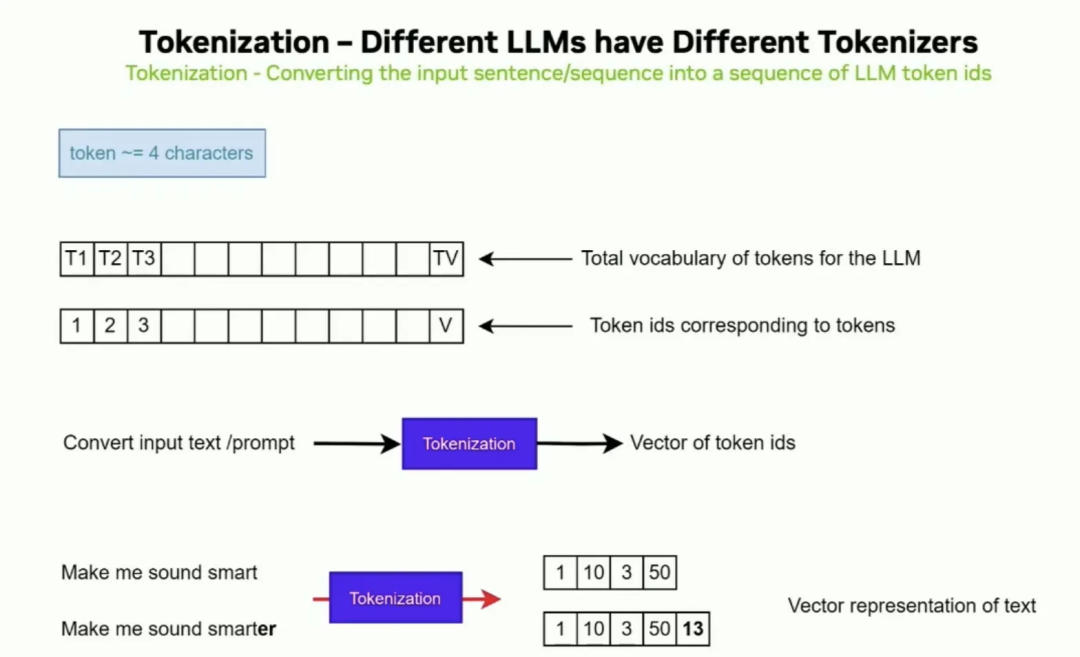 Tokenization – Different LLMs have Different Tokenizers
Tokenization - Converting the input sentence/sequence into a sequence of LLM token ids
token ~= 4 characters
T1 T2 T3 TV Total vocabulary of tokens for the LLM
1 2 3 V Token ids corresponding to tokens
Convert input text /prompt Tokenization Vector of token ids
Make me sound smart 1 10 3 50
Tokenization Vector representation of text
Make me sound smarter 1 10 3 50 13